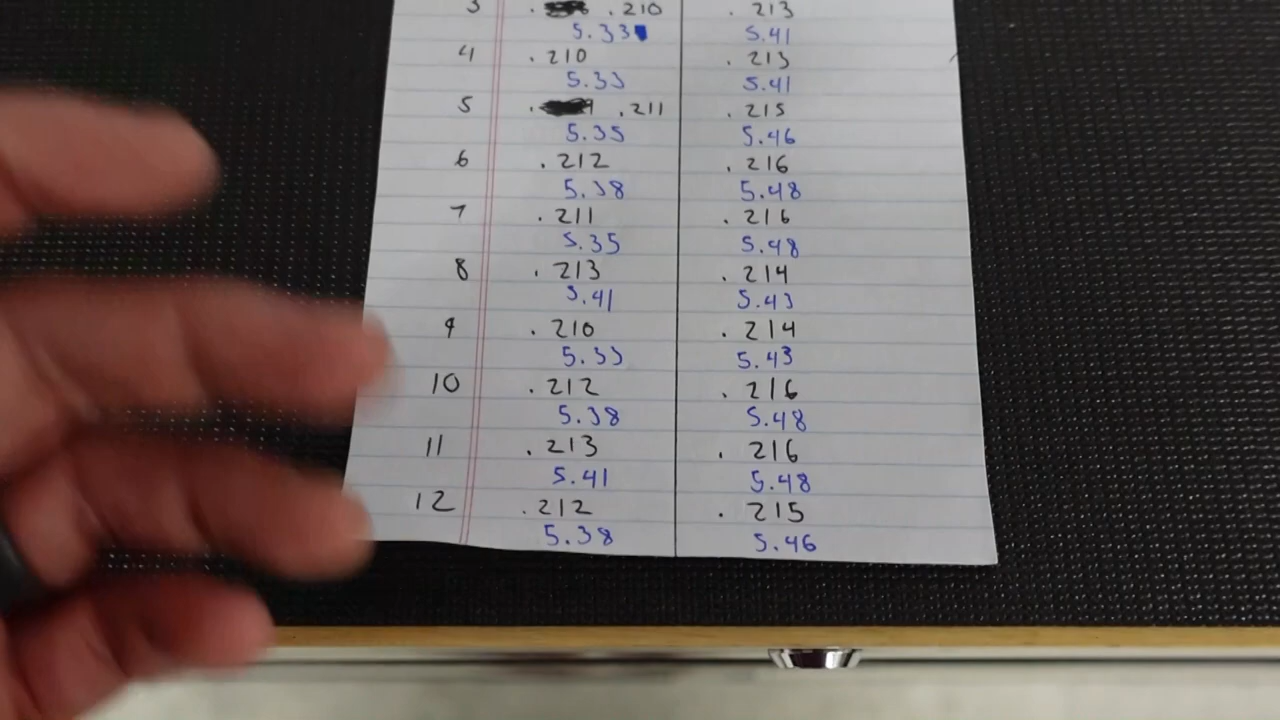 3 . .210 . 213
5.33 5.41
4 . 210 . 213
5.33 5.41
5 . .211 . 215
5.35 5.46
6 . 212 . 216
5.38 5.48
7 . 211 . 216
5.35 5.48
8 . 213 . 214
5.41 5.43
9 . 210 . 214
5.33 5.43
10 . 212 . 216
5.38 5.48
11 . 213 . 216
5.41 5.48
12 . 212 . 215
5.38 5.46